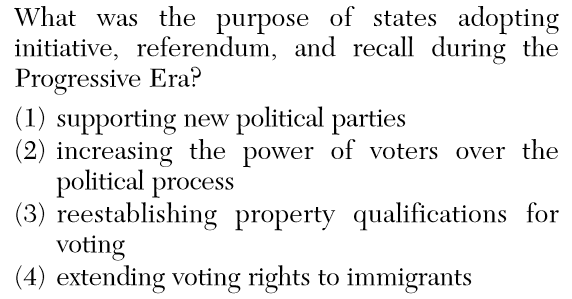 What was the purpose of states adopting
initiative, referendum, and recall during the
Progressive Era?
(1) supporting new political parties
(2) increasing the power of voters over the
political process
(3) reestablishing property qualifications for
voting
(4) extending voting rights to immigrants